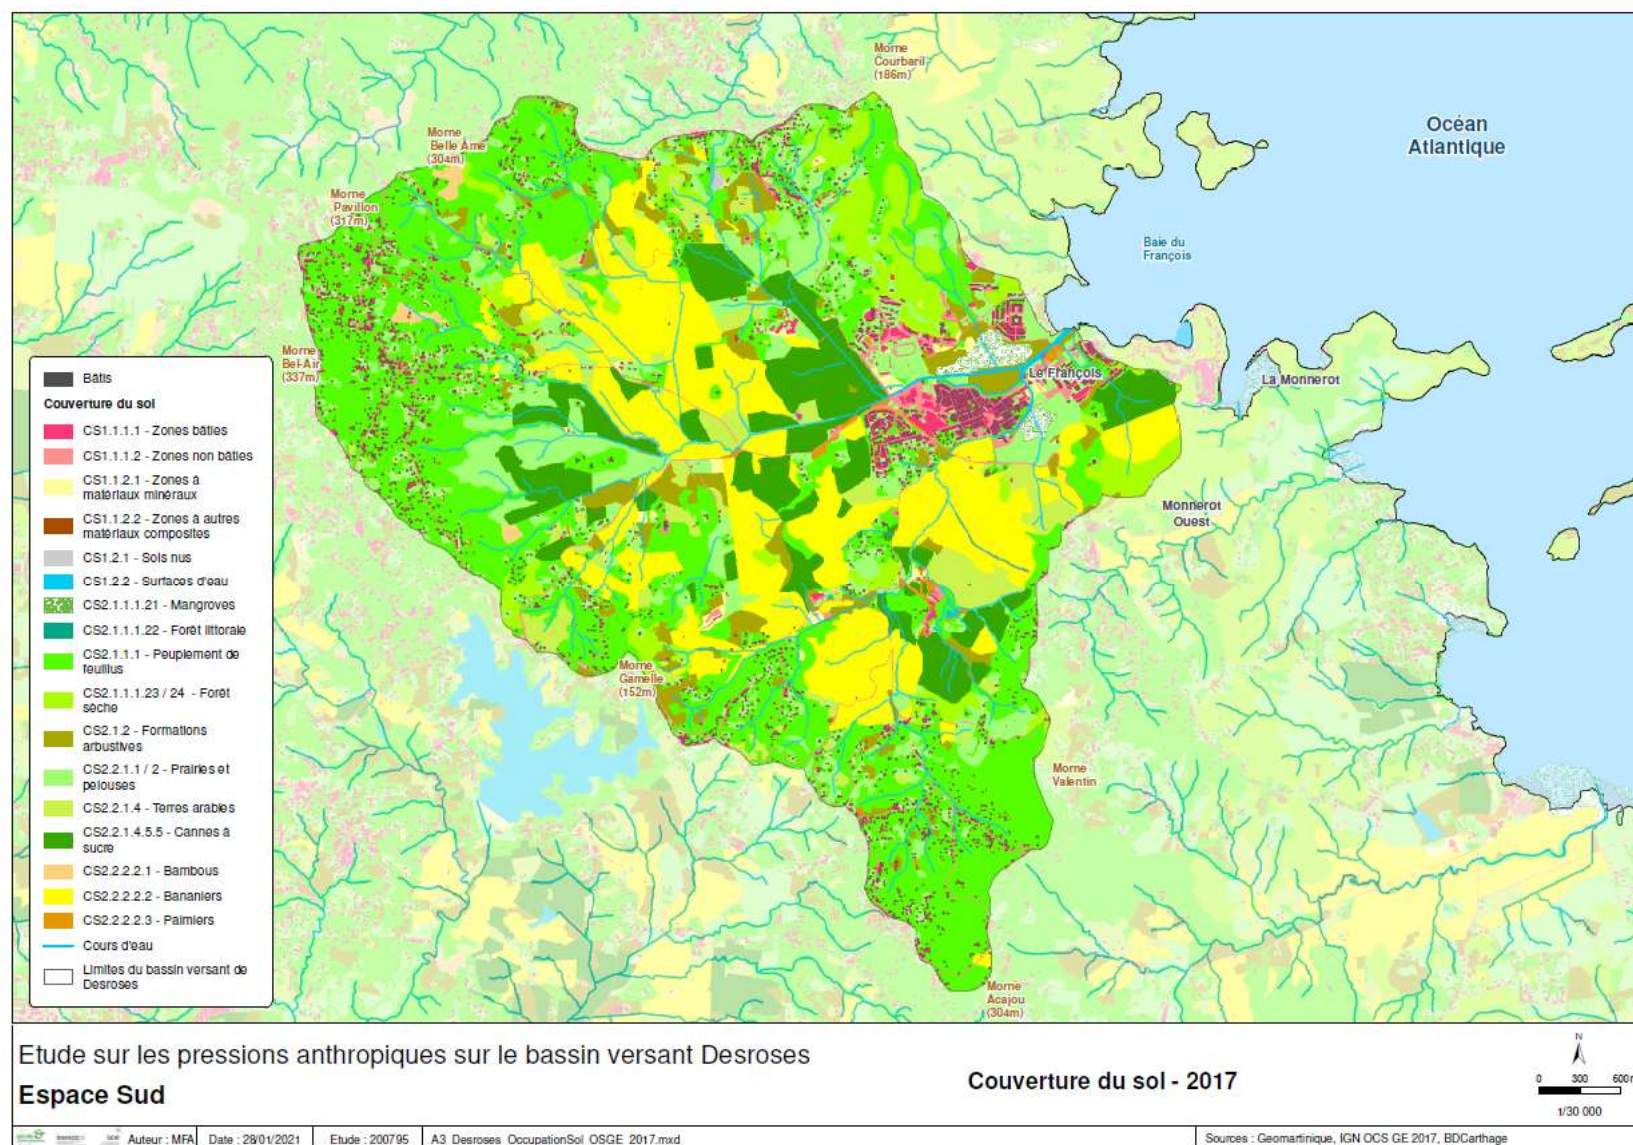 Morne
Courbaril
(186m)
Océan
Atlantique
Morne
Belle Ame
(304m)
Morne
Pavillon
(317m)
Baie du
François
Morne
Bel-Air
(337m)
Le François
La Monnerot
Monnerot
Ouest
Morne
Gamelle
(152m)
Morne
Valentin
Morne
Acajou
(304m)
Bâtis
Couverture du sol
CS1.1.1.1 - Zones bâties
CS1.1.1.2 - Zones non bâties
CS1.1.2.1 - Zones à
matériaux minéraux
CS1.1.2.2 - Zones à autres
matériaux composites
CS1.2.1 - Sols nus
CS1.2.2 - Surfaces d'eau
CS2.1.1.1.21 - Mangroves
CS2.1.1.1.22 - Forêt littorale
CS2.1.1.1 - Peuplement de
feuillus
CS2.1.1.1.23 / 24 - Forêt
sèche
CS2.1.2 - Formations
arbustives
CS2.2.1.1 / 2 - Prairies et
pelouses
CS2.2.1.4 - Terres arables
CS2.2.1.4.5.5 - Cannes à
sucre
CS2.2.2.2.1 - Bambous
CS2.2.2.2.2 - Bananiers
CS2.2.2.2.3 - Palmiers
Cours d'eau
Limites du bassin versant de
Desroses
Etude sur les pressions anthropiques sur le bassin versant Desroses
Espace Sud
Couverture du sol - 2017
N
0 300 600m
1/30 000
Auteur : MFA
Date : 28/01/2021
Etude : 200795
A3_Desroses_OccupationSol_OSGE_2017.mxd
Sources : Geomartinique, IGN OCS GE 2017, BDCarthage